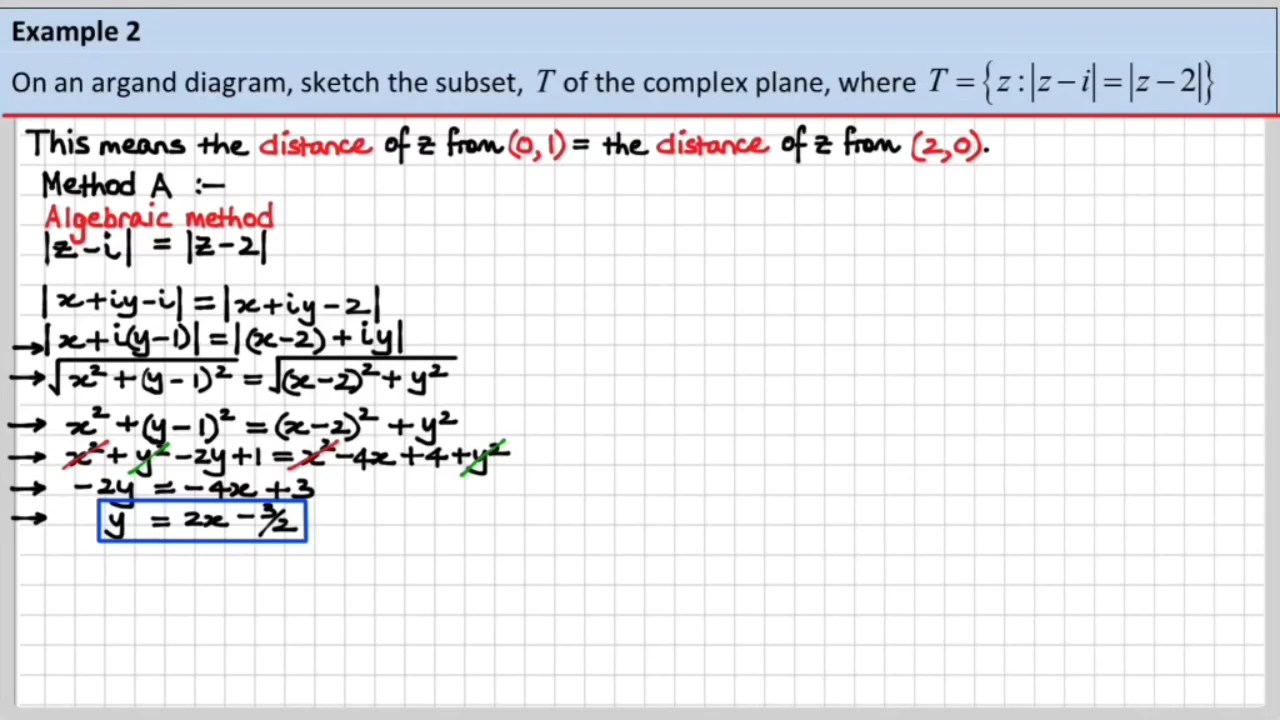 Example 2
On an argand diagram, sketch the subset, T of the complex plane, where T = {z : |z − i| = |z − 2|}
This means the distance of z from (0,1) = the distance of z from (2,0).
Method A :−
Algebraic method
|z − i| = |z − 2|
|x + iy − i| = |x + iy − 2|
→ |x + i(y − 1)| = |(x − 2) + iy|
→ √(x² + (y − 1)²) = √((x − 2)² + y²)
→ x² + (y − 1)² = (x − 2)² + y²
→ x² + y² − 2y + 1 = x² − 4x + 4 + y²
→ −2y = −4x + 3
→ y = 2x − 3/2